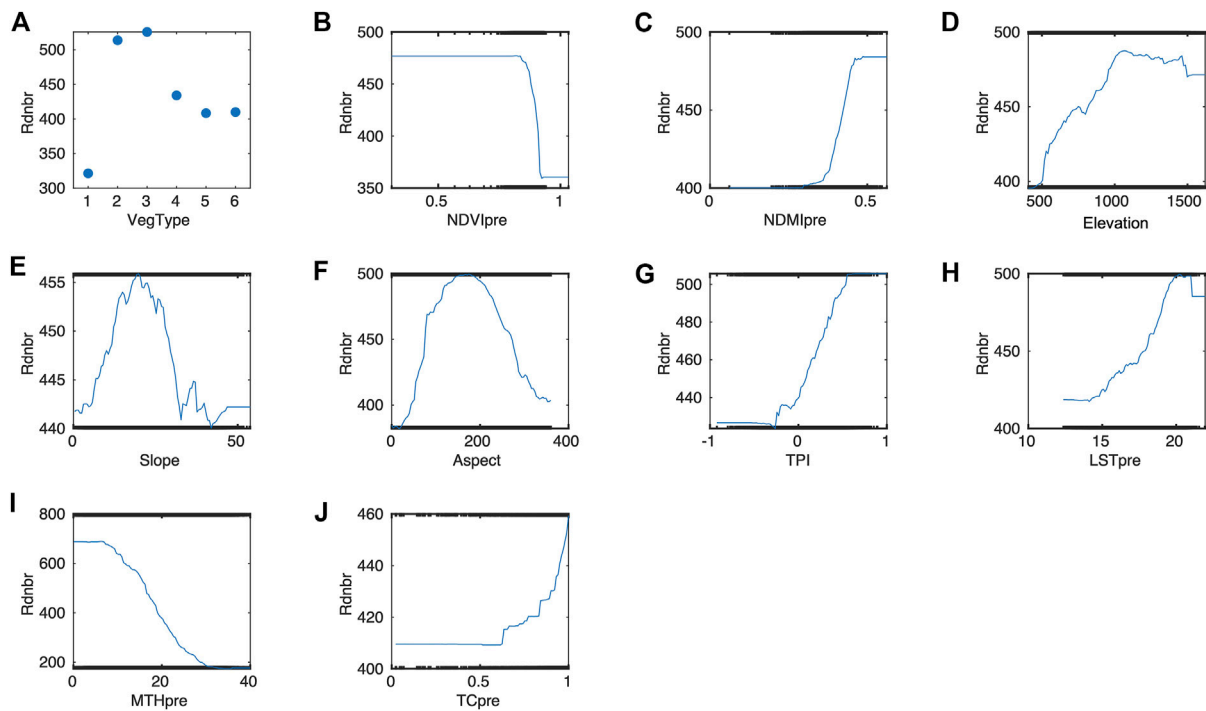 A
Rdnbr
500
450
400
350
300
1 2 3 4 5 6
VegType
B
Rdnbr
500
450
400
350
0.5 1
NDVIpre
C
Rdnbr
500
450
400
0 0.5
NDMIpre
D
Rdnbr
500
450
400
500 1000 1500
Elevation
E
Rdnbr
455
450
445
440
0 50
Slope
F
Rdnbr
500
450
400
0 200 400
Aspect
G
Rdnbr
500
480
460
440
-1 0 1
TPI
H
Rdnbr
500
450
400
10 15 20
LSTpre
I
Rdnbr
800
600
400
200
0 20 40
MTHpre
J
Rdnbr
460
440
420
400
0 0.5 1
TCpre